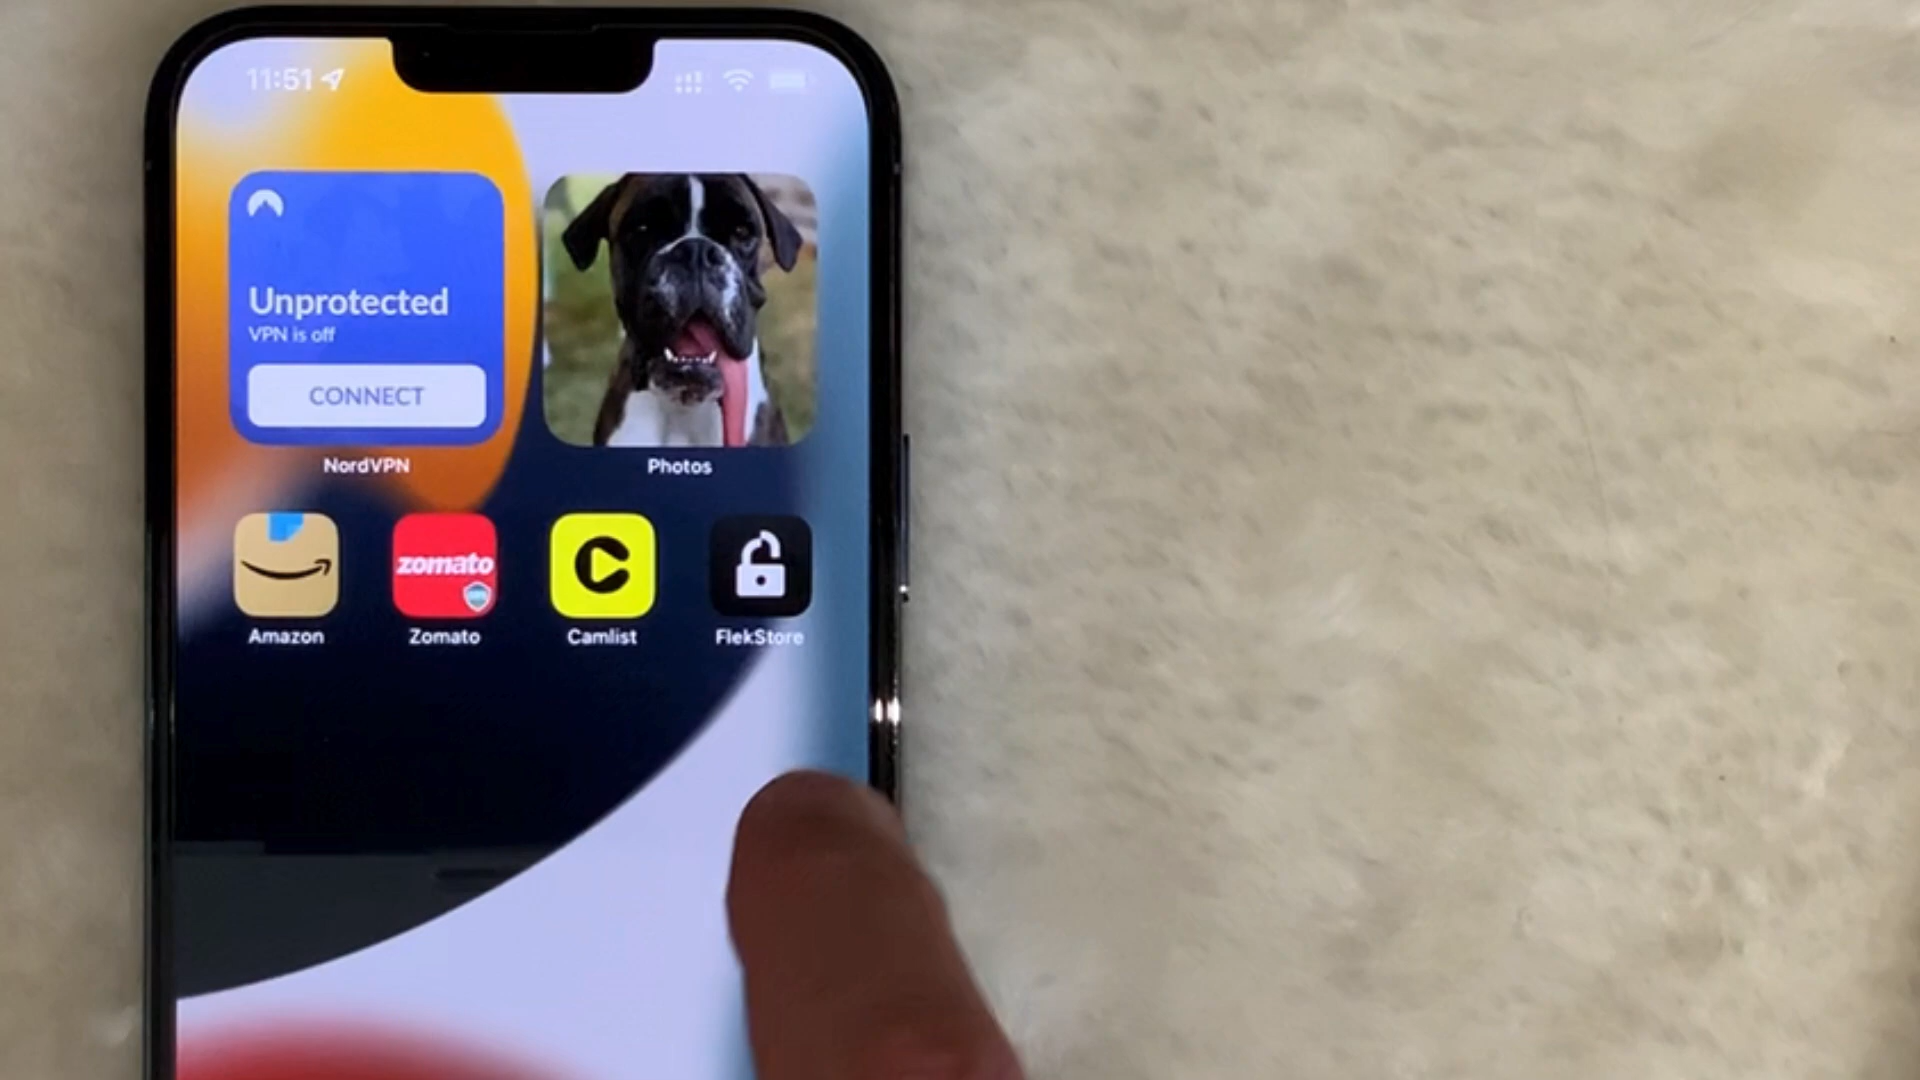 11:51
Unprotected
VPN is off
CONNECT
NordVPN
Photos
zomato
Amazon
Zomato
Camlist
FlekStore